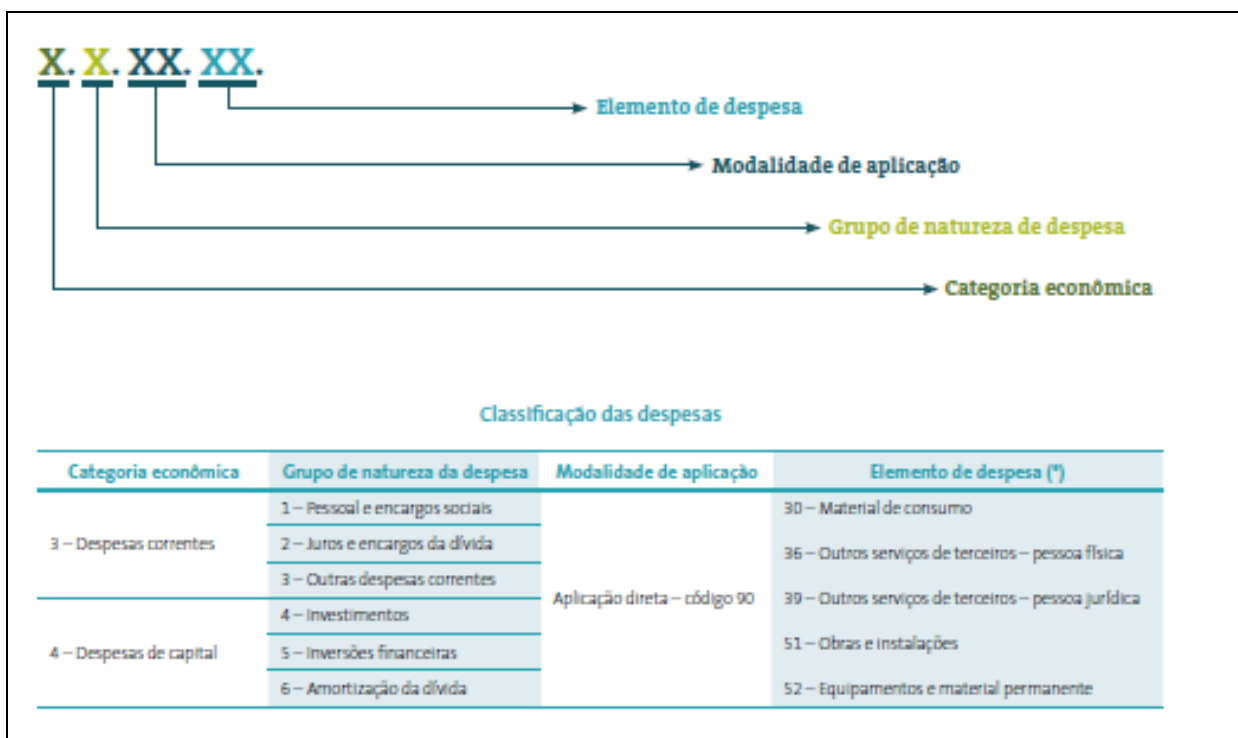 X. X. XX. XX.
Elemento de despesa
Modalidade de aplicação
Grupo de natureza de despesa
Categoria econômica
Classificação das despesas
Categoria econômica Grupo de natureza da despesa Modalidade de aplicação Elemento de despesa (*)
3 – Despesas correntes
1 – Pessoal e encargos sociais
2 – Juros e encargos da dívida
3 – Outras despesas correntes
4 – Despesas de capital
4 – Investimentos
5 – Inversões financeiras
6 – Amortização da dívida
Aplicação direta – código 90
30 – Material de consumo
36 – Outros serviços de terceiros – pessoa física
39 – Outros serviços de terceiros – pessoa jurídica
51 – Obras e instalações
52 – Equipamentos e material permanente